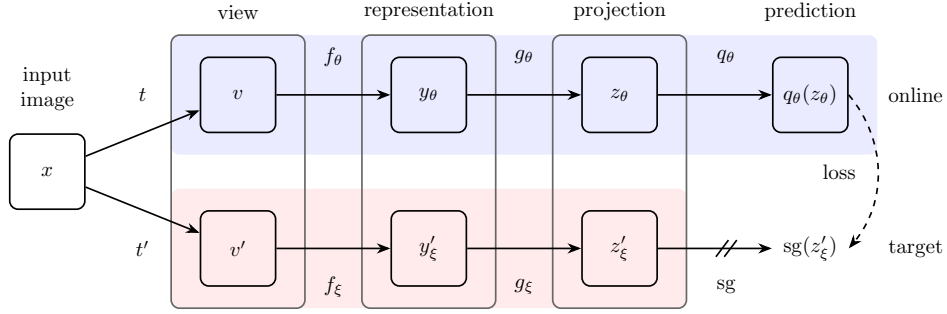 view representation projection prediction
input
image
t f_θ g_θ q_θ
v y_θ z_θ q_θ(z_θ) online
x
loss
t′ v′ y′_ξ z′_ξ sg(z′_ξ) target
f_ξ g_ξ sg